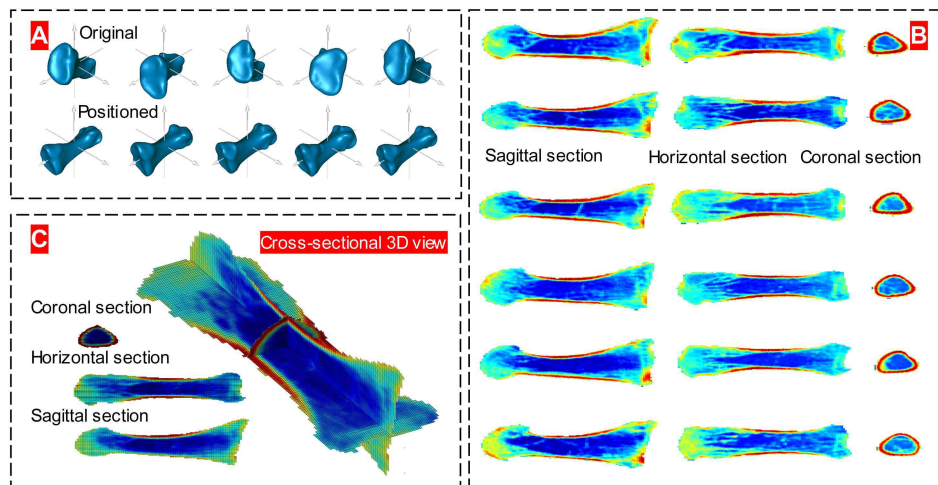 A
Original
Positioned
B
Sagittal section
Horizontal section
Coronal section
C
Cross-sectional 3D view
Coronal section
Horizontal section
Sagittal section